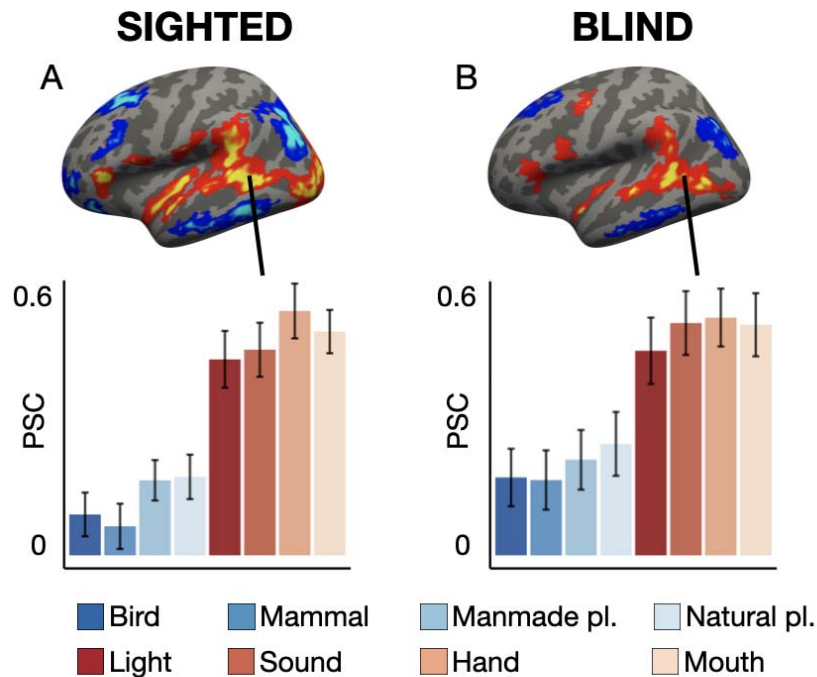 SIGHTED
BLIND
A
B
0.6
PSC
0
0.6
PSC
0
Bird
Mammal
Manmade pl.
Natural pl.
Light
Sound
Hand
Mouth